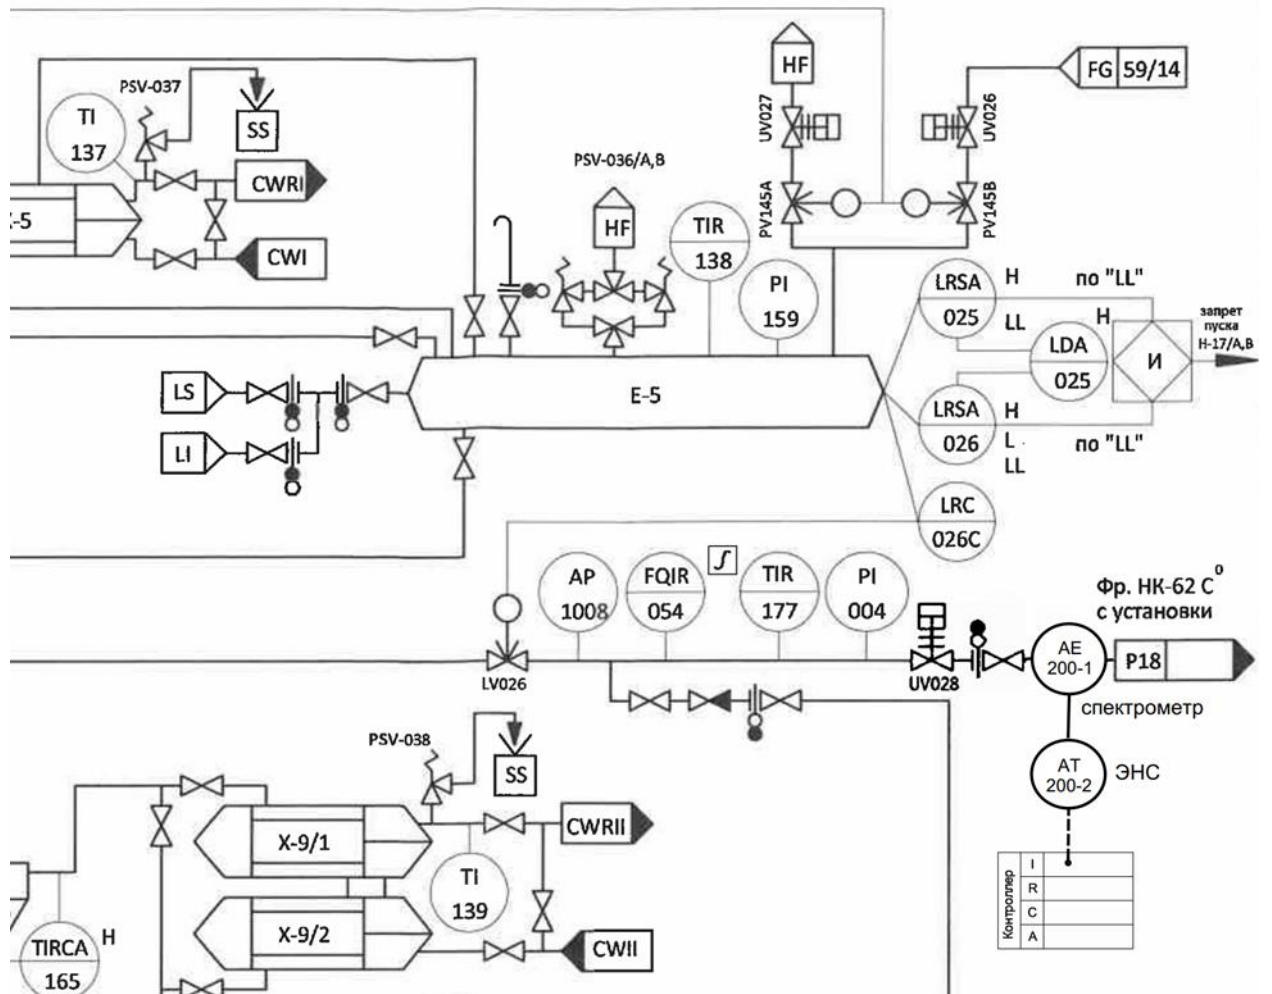 PSV-037
TI
137
SS
CWRI
CWI
-5
PSV-036/A,B
HF
TIR
138
PI
159
HF
UV027
UV026
FG 59/14
PV145A
PV145B
LRSA
025
H
LL
по "LL"
LDA
025
H
И
запрет
пуска
Н-17/А,В
LS
LI
E-5
LRSA
026
H
L
LL
по "LL"
LRC
026C
AP
1008
FQIR
054
∫
TIR
177
PI
004
LV026
UV028
Фр. НК-62 С°
с установки
AE
200-1
P18
спектрометр
AT
200-2
ЭНС
PSV-038
SS
CWRII
X-9/1
TI
139
X-9/2
CWII
TIRCA
165
H
Контроллер
I
R
C
A